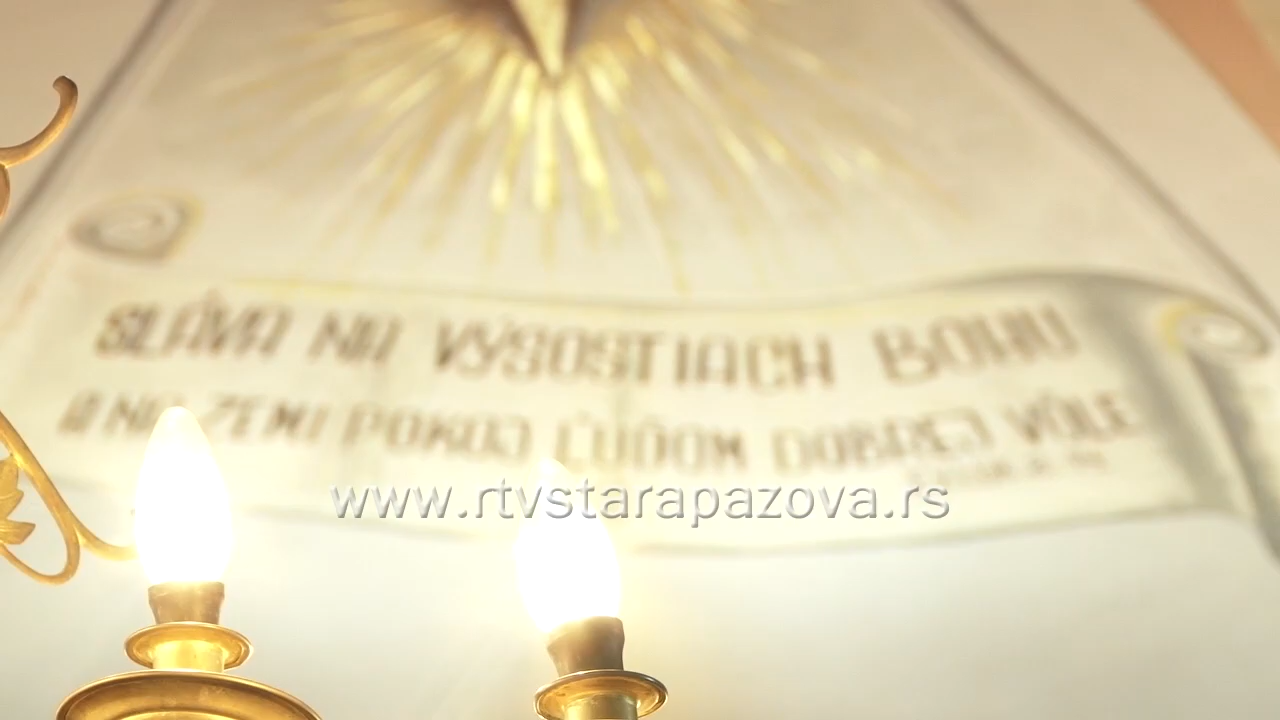 SLÁVA NA VÝSOSTIACH BOHU
A NA ZEMI POKOJ ĽUĎOM DOBREJ VÔLE
www.rtvstarapazova.rs